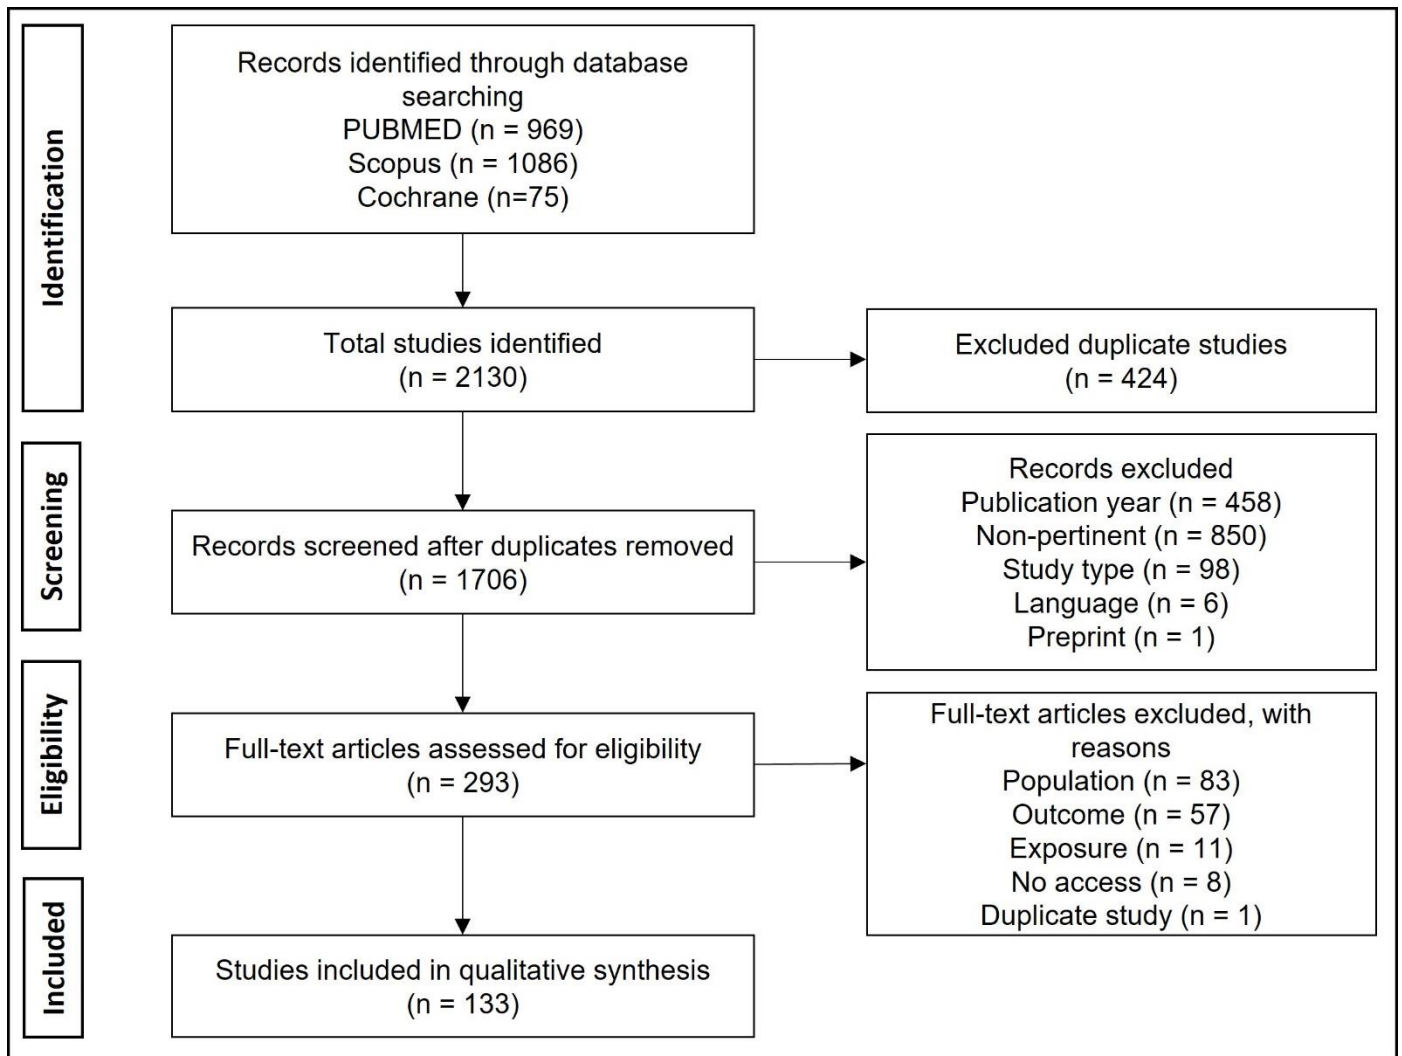 Identification
Records identified through database
searching
PUBMED (n = 969)
Scopus (n = 1086)
Cochrane (n=75)
Total studies identified
(n = 2130)
Excluded duplicate studies
(n = 424)
Screening
Records screened after duplicates removed
(n = 1706)
Records excluded
Publication year (n = 458)
Non-pertinent (n = 850)
Study type (n = 98)
Language (n = 6)
Preprint (n = 1)
Eligibility
Full-text articles assessed for eligibility
(n = 293)
Full-text articles excluded, with
reasons
Population (n = 83)
Outcome (n = 57)
Exposure (n = 11)
No access (n = 8)
Duplicate study (n = 1)
Included
Studies included in qualitative synthesis
(n = 133)